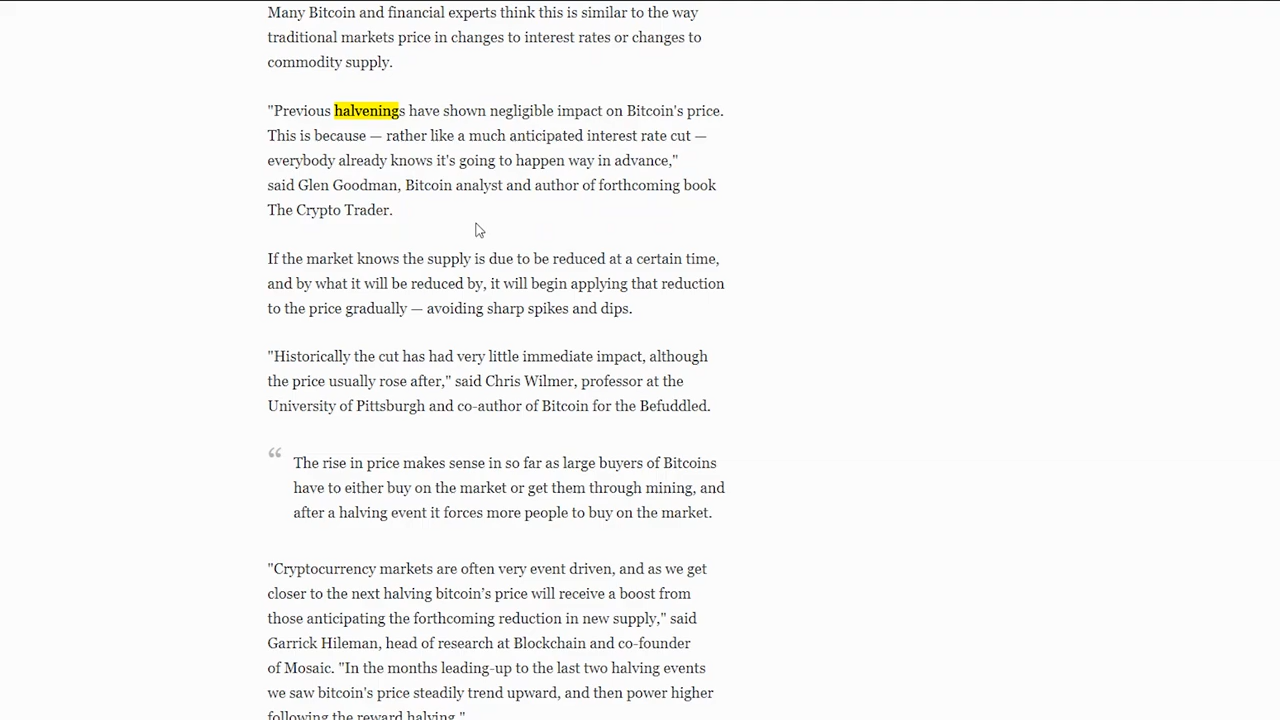 Many Bitcoin and financial experts think this is similar to the way
traditional markets price in changes to interest rates or changes to
commodity supply.
"Previous halvenings have shown negligible impact on Bitcoin's price.
This is because — rather like a much anticipated interest rate cut —
everybody already knows it's going to happen way in advance,"
said Glen Goodman, Bitcoin analyst and author of forthcoming book
The Crypto Trader.
If the market knows the supply is due to be reduced at a certain time,
and by what it will be reduced by, it will begin applying that reduction
to the price gradually — avoiding sharp spikes and dips.
"Historically the cut has had very little immediate impact, although
the price usually rose after," said Chris Wilmer, professor at the
University of Pittsburgh and co-author of Bitcoin for the Befuddled.
“
The rise in price makes sense in so far as large buyers of Bitcoins
have to either buy on the market or get them through mining, and
after a halving event it forces more people to buy on the market.
"Cryptocurrency markets are often very event driven, and as we get
closer to the next halving bitcoin's price will receive a boost from
those anticipating the forthcoming reduction in new supply," said
Garrick Hileman, head of research at Blockchain and co-founder
of Mosaic. "In the months leading-up to the last two halving events
we saw bitcoin's price steadily trend upward, and then power higher
following the reward halving."